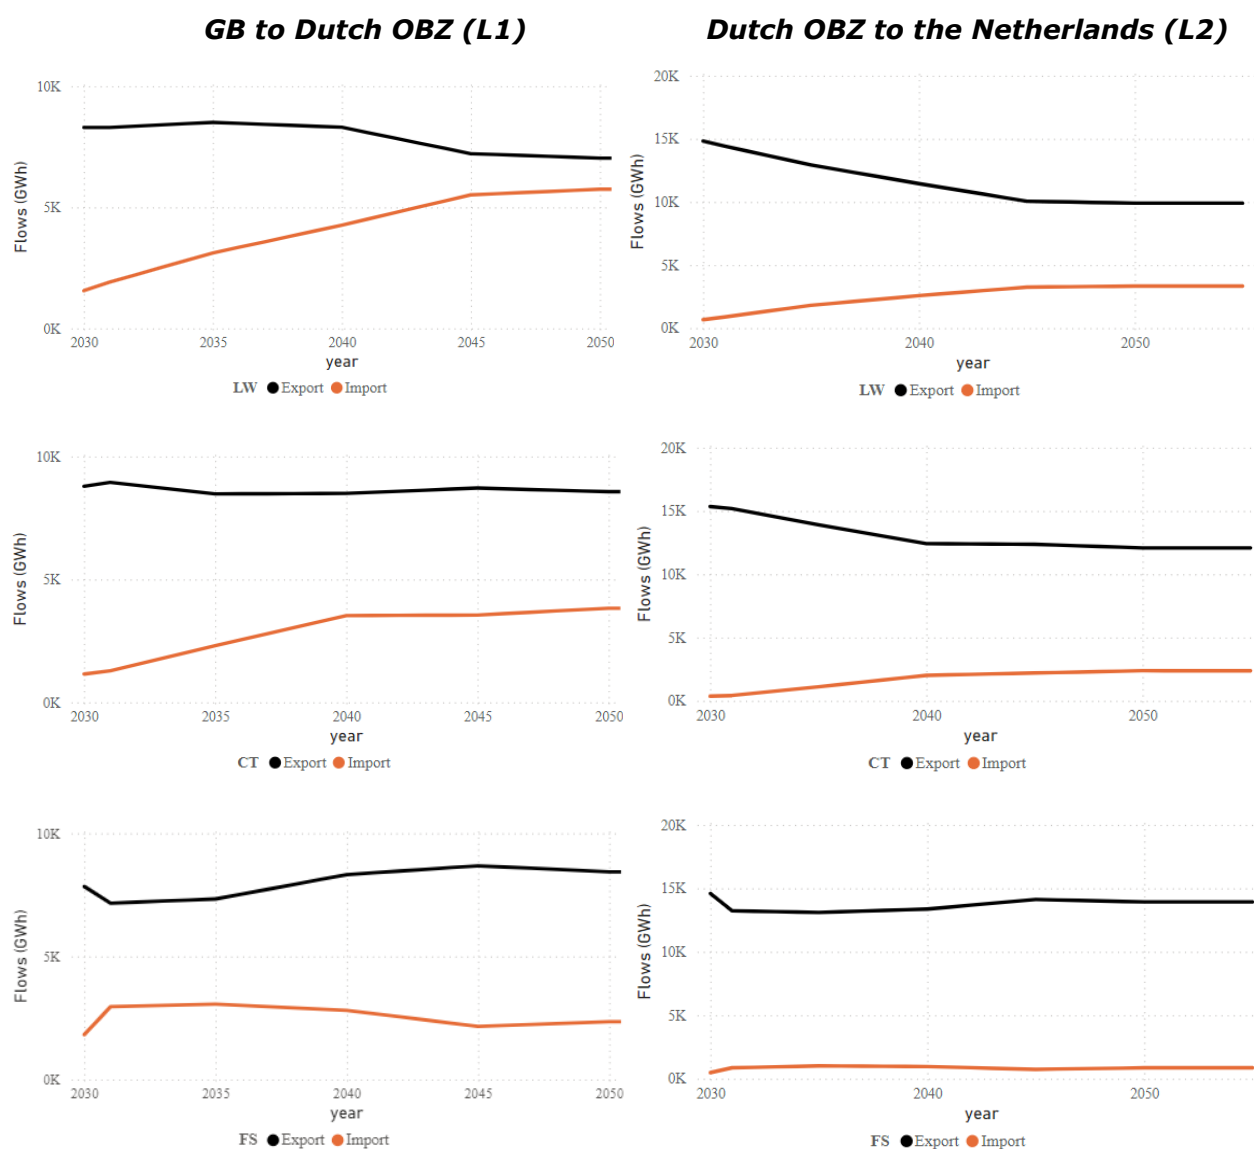 GB to Dutch OBZ (L1)
Dutch OBZ to the Netherlands (L2)
10K
5K
0K
Flows (GWh)
2030 2035 2040 2045 2050
year
LW Export Import
20K
15K
10K
5K
0K
Flows (GWh)
2030 2040 2050
year
LW Export Import
10K
5K
0K
Flows (GWh)
2030 2035 2040 2045 2050
year
CT Export Import
20K
15K
10K
5K
0K
Flows (GWh)
2030 2040 2050
year
CT Export Import
10K
5K
0K
Flows (GWh)
2030 2035 2040 2045 2050
year
FS Export Import
20K
15K
10K
5K
0K
Flows (GWh)
2030 2040 2050
year
FS Export Import